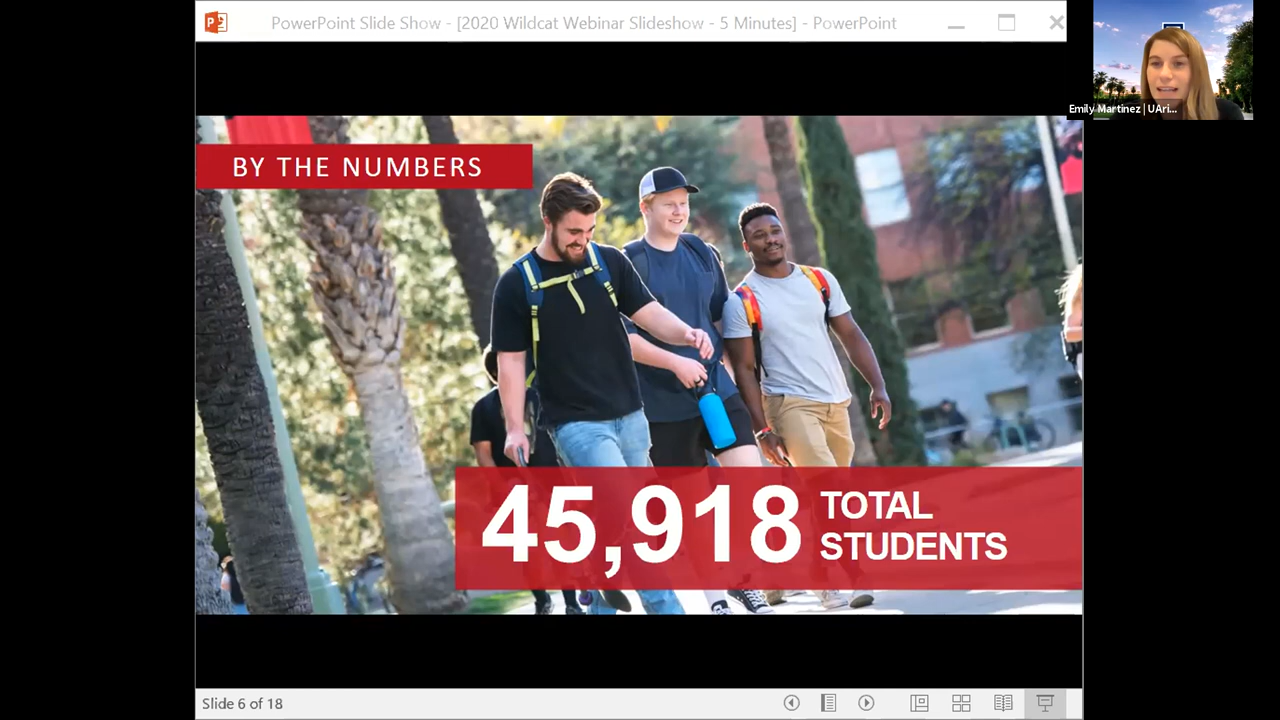 PowerPoint Slide Show - [2020 Wildcat Webinar Slideshow - 5 Minutes] - PowerPoint
Emily Martinez | UAri...
BY THE NUMBERS
45,918 TOTAL
STUDENTS
Slide 6 of 18